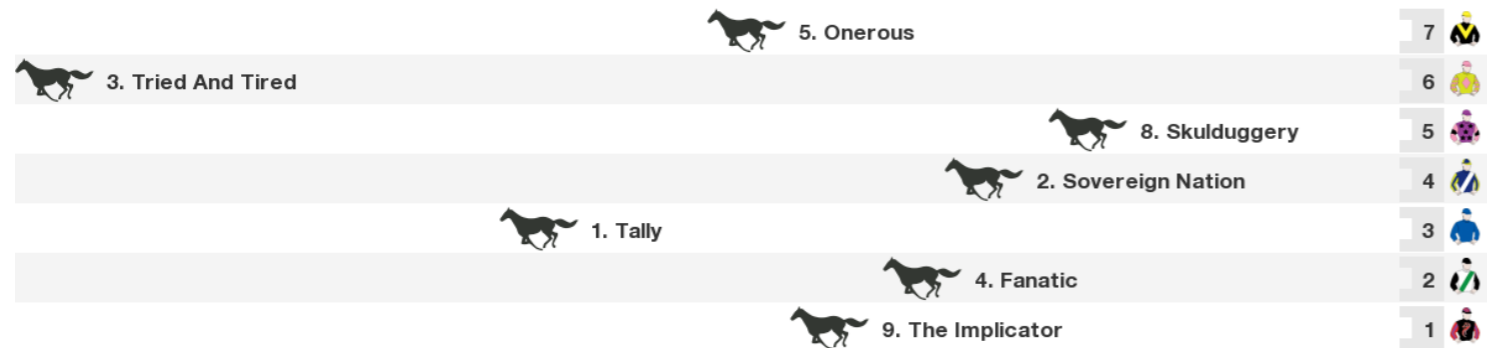 5. Onerous 7
3. Tried And Tired 6
8. Skulduggery 5
2. Sovereign Nation 4
1. Tally 3
4. Fanatic 2
9. The Implicator 1